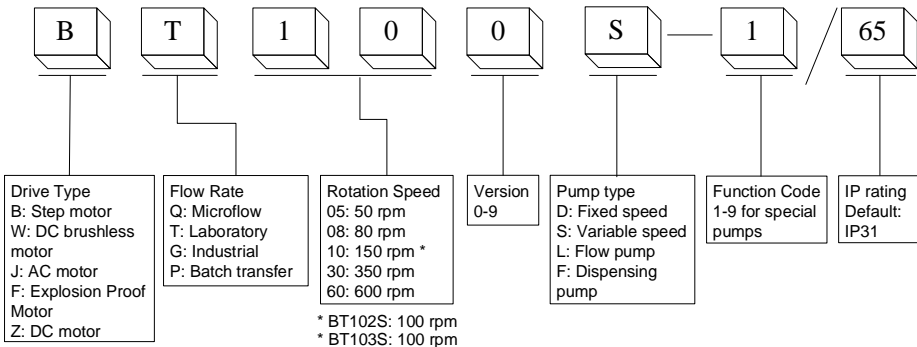 B T 1 0 0 S 1 65
Drive Type
B: Step motor
W: DC brushless
motor
J: AC motor
F: Explosion Proof
Motor
Z: DC motor
Flow Rate
Q: Microflow
T: Laboratory
G: Industrial
P: Batch transfer
Rotation Speed
05: 50 rpm
08: 80 rpm
10: 150 rpm *
30: 350 rpm
60: 600 rpm
* BT102S: 100 rpm
* BT103S: 100 rpm
Version
0-9
Pump type
D: Fixed speed
S: Variable speed
L: Flow pump
F: Dispensing
pump
Function Code
1-9 for special
pumps
IP rating
Default:
IP31